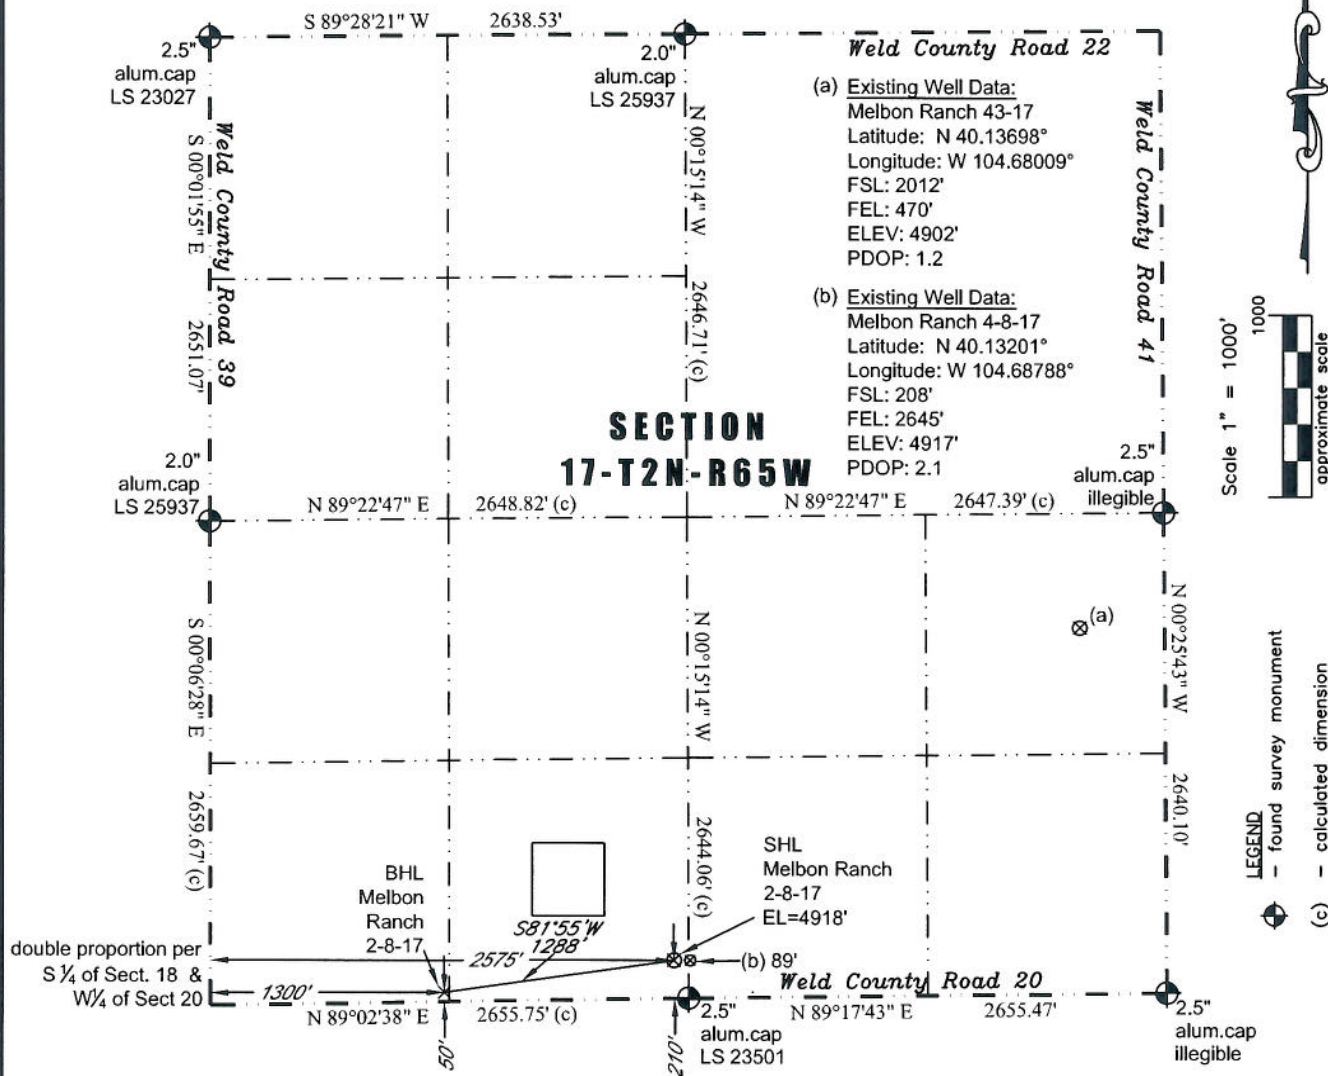 S 89°28'21" W 2638.53'
2.5"
alum.cap
LS 23027
2.0"
alum.cap
LS 25937
Weld County Road 22
(a) Existing Well Data:
Melbon Ranch 43-17
Latitude: N 40.13698°
Longitude: W 104.68009°
FSL: 2012'
FEL: 470'
ELEV: 4902'
PDOP: 1.2
(b) Existing Well Data:
Melbon Ranch 4-8-17
Latitude: N 40.13201°
Longitude: W 104.68788°
FSL: 208'
FEL: 2645'
ELEV: 4917'
PDOP: 2.1
Weld County Road 39
S 00°01'55" E 2651.07'
N 00°15'14" W 2646.71' (c)
Weld County Road 41
SECTION
17-T2N-R65W
2.0"
alum.cap
LS 25937
2.5"
alum.cap
illegible
N 89°22'47" E 2648.82' (c)
N 89°22'47" E 2647.39' (c)
S 00°06'28" E 2659.67' (c)
N 00°15'14" W 2644.06' (c)
(a)
N 00°25'43" W 2640.10'
BHL
Melbon
Ranch
2-8-17
SHL
Melbon Ranch
2-8-17
EL=4918'
S81°55'W
1288'
double proportion per
S ¼ of Sect. 18 &
W¼ of Sect 20
2575'
(b) 89'
1300'
Weld County Road 20
N 89°02'38" E 2655.75' (c)
50'
210'
2.5"
alum.cap
LS 23501
N 89°17'43" E 2655.47'
2.5"
alum.cap
illegible
Scale 1" = 1000'
1000
approximate scale
LEGEND
- found survey monument
(c) - calculated dimension